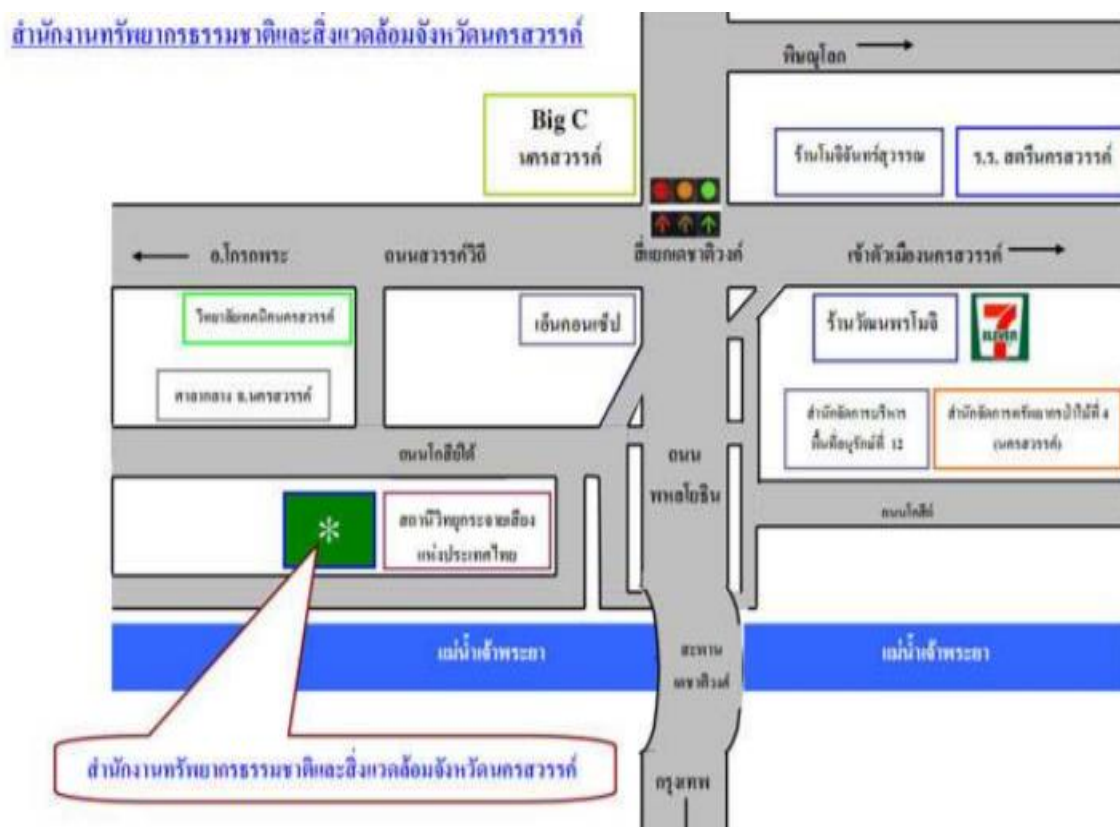 สำนักงานทรัพยากรธรรมชาติและสิ่งแวดล้อมจังหวัดนครสวรรค์
พิษณุโลก
Big C
นครสวรรค์
ร้านโมจิจันทร์สุวรรณ
ร.ร. สตรีนครสวรรค์
อ.โกรกพระ
ถนนสวรรค์วิถี
สี่แยกเดชาติวงศ์
เข้าตัวเมืองนครสวรรค์
วิทยาลัยเทคนิคนครสวรรค์
เอ็นคอนเซ็ป
ร้านวัฒนพรโมจิ
7
ELEVEN
ศาลากลาง จ.นครสวรรค์
สำนักจัดการบริหาร
พื้นที่อนุรักษ์ที่ 12
สำนักจัดการทรัพยากรป่าไม้ที่ 4
(นครสวรรค์)
ถนนโกสีย์ใต้
ถนน
พหลโยธิน
ถนนโกสีย์
*
สถานีวิทยุกระจายเสียง
แห่งประเทศไทย
แม่น้ำเจ้าพระยา
สะพาน
เดชาติวงศ์
แม่น้ำเจ้าพระยา
สำนักงานทรัพยากรธรรมชาติและสิ่งแวดล้อมจังหวัดนครสวรรค์
กรุงเทพ